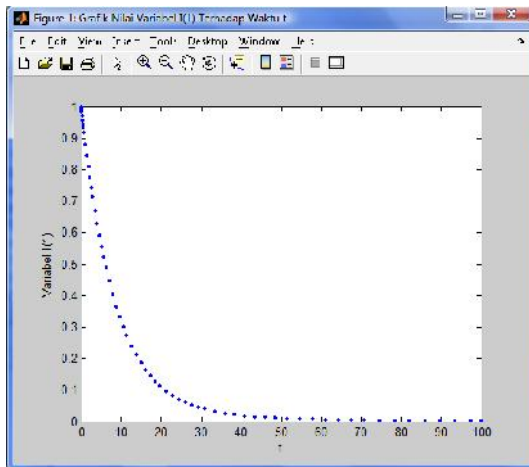 Figure 1: Grafik Nilai Variabel I(t) Terhadap Waktu t
File Edit View Insert Tools Desktop Window Help
1
0.9
0.8
0.7
0.6
0.5
0.4
0.3
0.2
0.1
0
Variabel I(t)
0 10 20 30 40 50 60 70 80 90 100
t